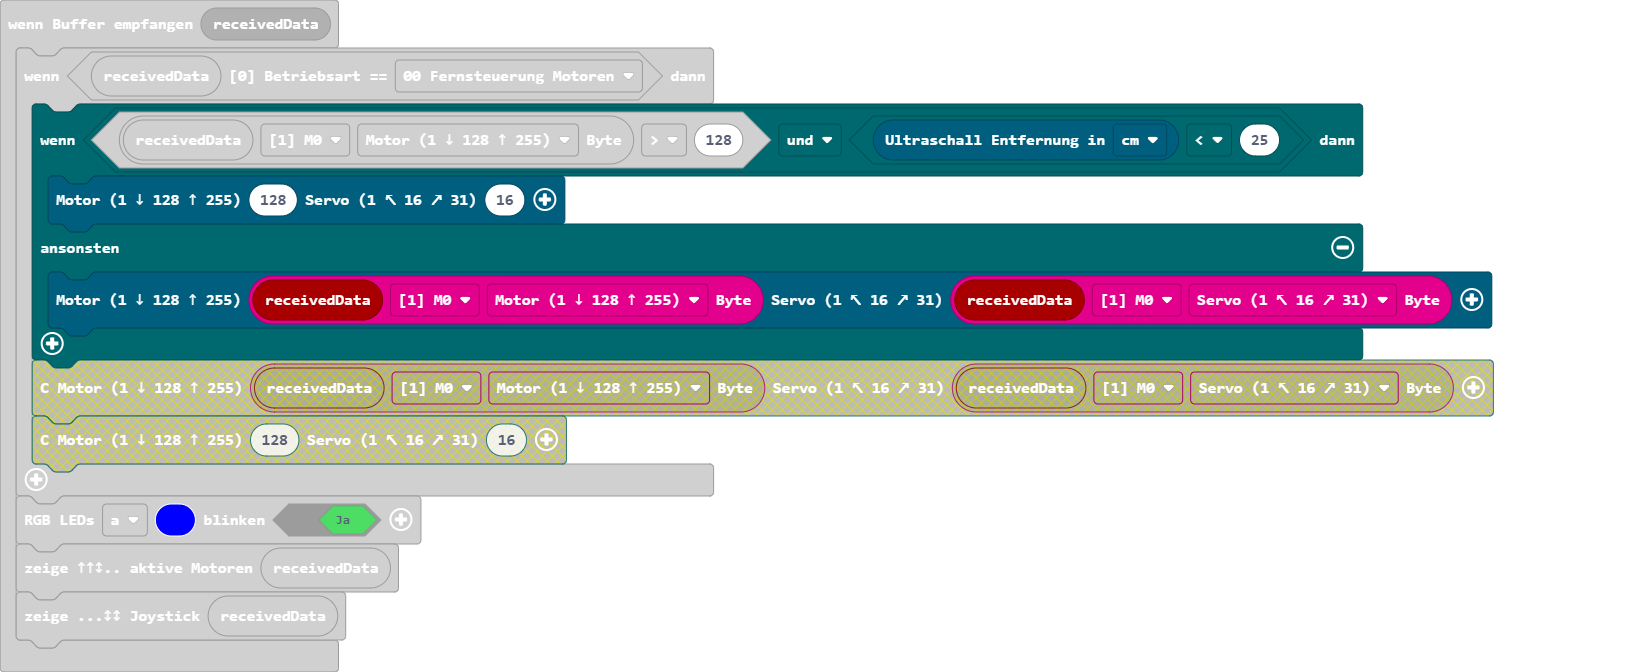 wenn Buffer empfangen receivedData
wenn receivedData [0] Betriebsart == 00 Fernsteuerung Motoren dann
wenn receivedData [1] M0 Motor (1 ↓ 128 ↑ 255) Byte > 128 und Ultraschall Entfernung in cm < 25 dann
Motor (1 ↓ 128 ↑ 255) 128 Servo (1 ↖ 16 ↗ 31) 16
ansonsten
Motor (1 ↓ 128 ↑ 255) receivedData [1] M0 Motor (1 ↓ 128 ↑ 255) Byte Servo (1 ↖ 16 ↗ 31) receivedData [1] M0 Servo (1 ↖ 16 ↗ 31) Byte
C Motor (1 ↓ 128 ↑ 255) receivedData [1] M0 Motor (1 ↓ 128 ↑ 255) Byte Servo (1 ↖ 16 ↗ 31) receivedData [1] M0 Servo (1 ↖ 16 ↗ 31) Byte
C Motor (1 ↓ 128 ↑ 255) 128 Servo (1 ↖ 16 ↗ 31) 16
RGB LEDs a blinken Ja
zeige ↑↑↕.. aktive Motoren receivedData
zeige ...↕↕ Joystick receivedData